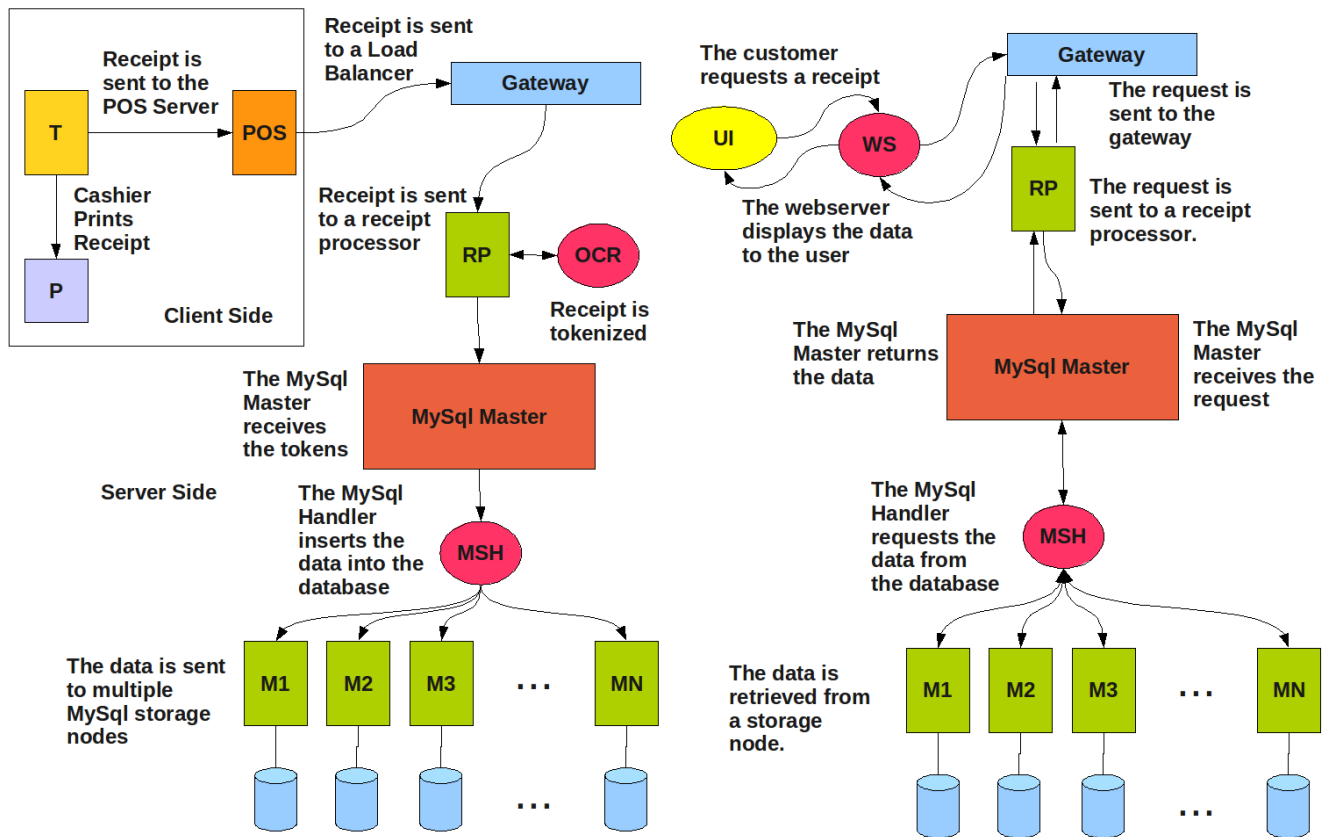 Receipt is
sent to the
POS Server
T
POS
Cashier
Prints
Receipt
P
Client Side
Receipt is sent
to a Load
Balancer
Gateway
Receipt is sent
to a receipt
processor
RP
OCR
Receipt is
tokenized
The MySql
Master
receives
the tokens
MySql Master
Server Side
The MySql
Handler
inserts the
data into the
database
MSH
The data is sent
to multiple
MySql storage
nodes
M1
M2
M3
...
MN
...
The customer
requests a receipt
Gateway
The request is
sent to the
gateway
UI
WS
RP
The request is
sent to a receipt
processor.
The webserver
displays the data
to the user
The MySql
Master returns
the data
MySql Master
The MySql
Master
receives the
request
The MySql
Handler
requests the
data from
the database
MSH
The data is
retrieved from
a storage
node.
M1
M2
M3
...
MN
...